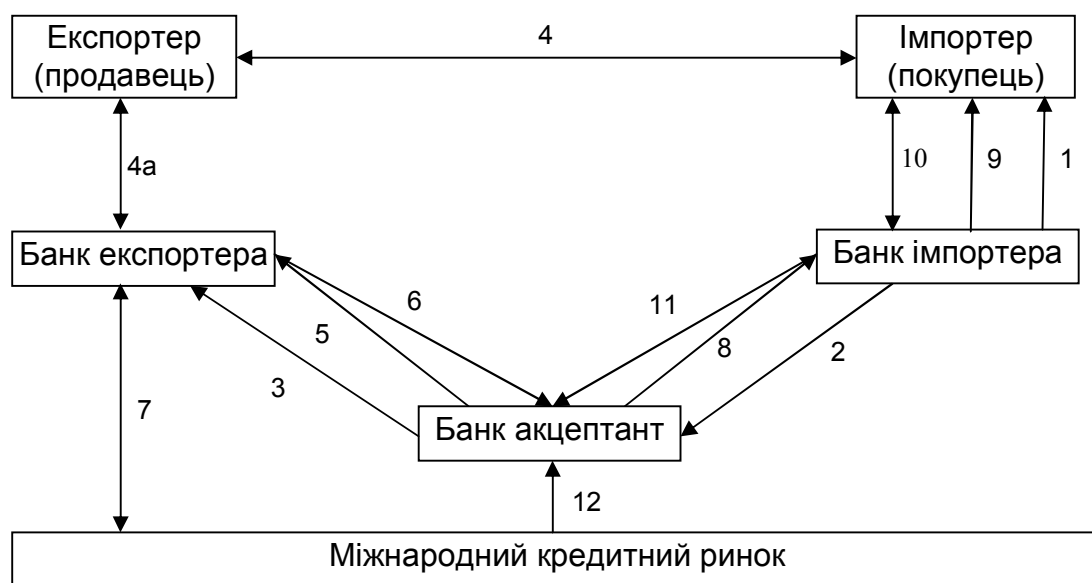 Експортер
(продавець)
4
Імпортер
(покупець)
4а
10
9
1
Банк експортера
Банк імпортера
6
11
5
8
2
3
7
Банк акцептант
12
Міжнародний кредитний ринок